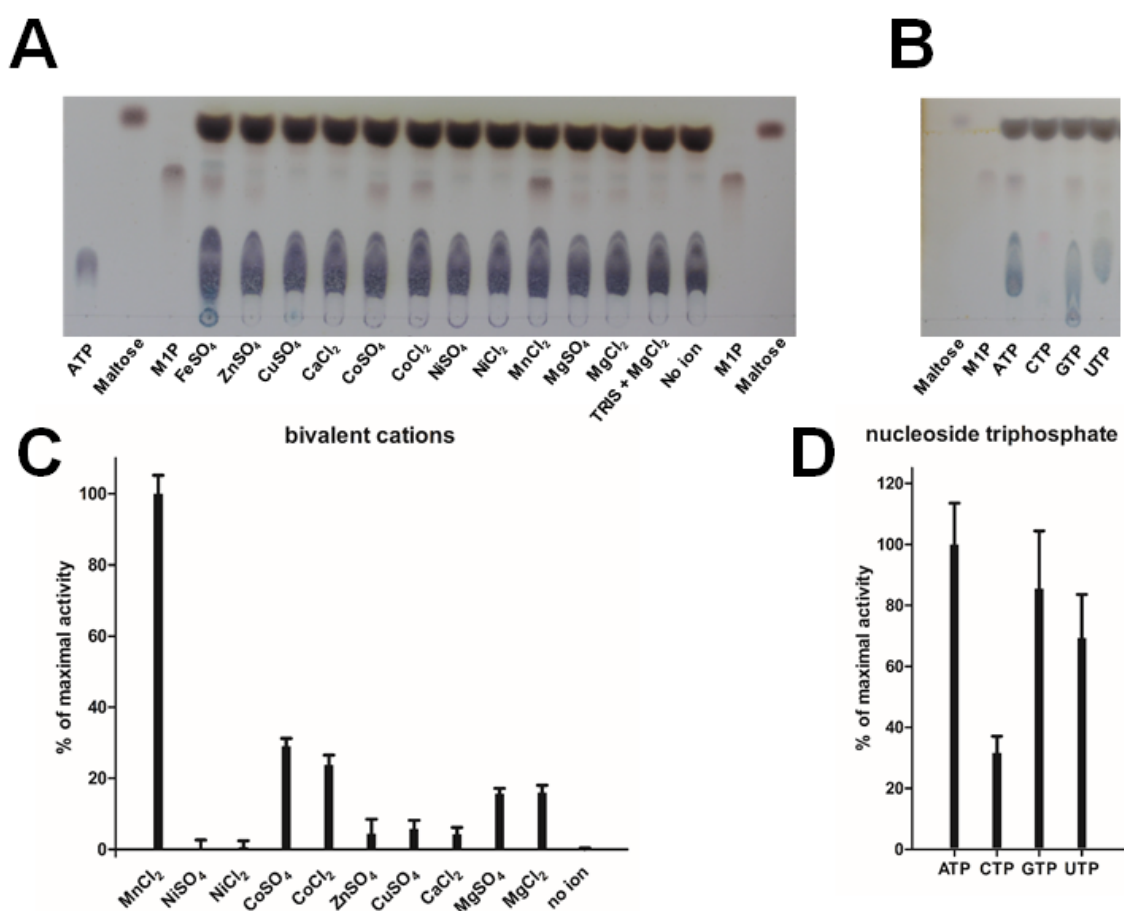 A
B
ATP
Maltose
M1P
FeSO4
ZnSO4
CuSO4
CaCl2
CoSO4
CoCl2
NiSO4
NiCl2
MnCl2
MgSO4
MgCl2
TRIS + MgCl2
No ion
M1P
Maltose
Maltose
M1P
ATP
CTP
GTP
UTP
C
bivalent cations
% of maximal activity
100
80
60
40
20
0
MnCl2
NiSO4
NiCl2
CoSO4
CoCl2
ZnSO4
CuSO4
CaCl2
MgSO4
MgCl2
no ion
D
nucleoside triphosphate
% of maximal activity
120
100
80
60
40
20
0
ATP CTP GTP UTP